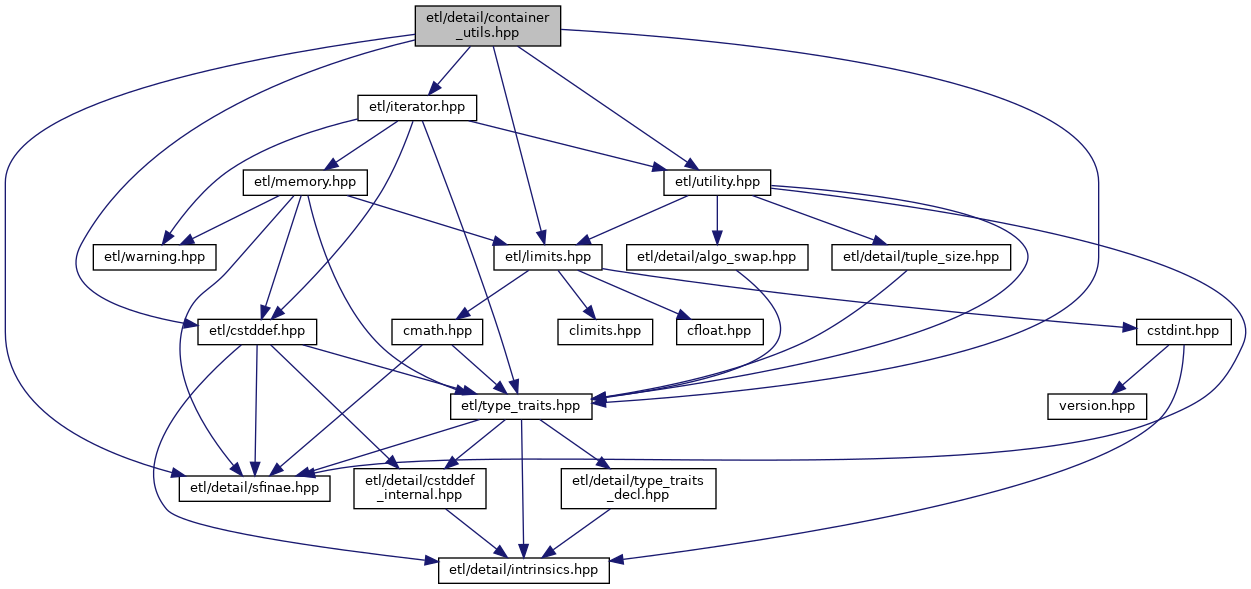 etl/detail/container
_utils.hpp
etl/iterator.hpp
etl/memory.hpp
etl/utility.hpp
etl/warning.hpp
etl/limits.hpp
etl/detail/algo_swap.hpp
etl/detail/tuple_size.hpp
etl/cstddef.hpp
cmath.hpp
climits.hpp
cfloat.hpp
cstdint.hpp
etl/type_traits.hpp
version.hpp
etl/detail/sfinae.hpp
etl/detail/cstddef
_internal.hpp
etl/detail/type_traits
_decl.hpp
etl/detail/intrinsics.hpp